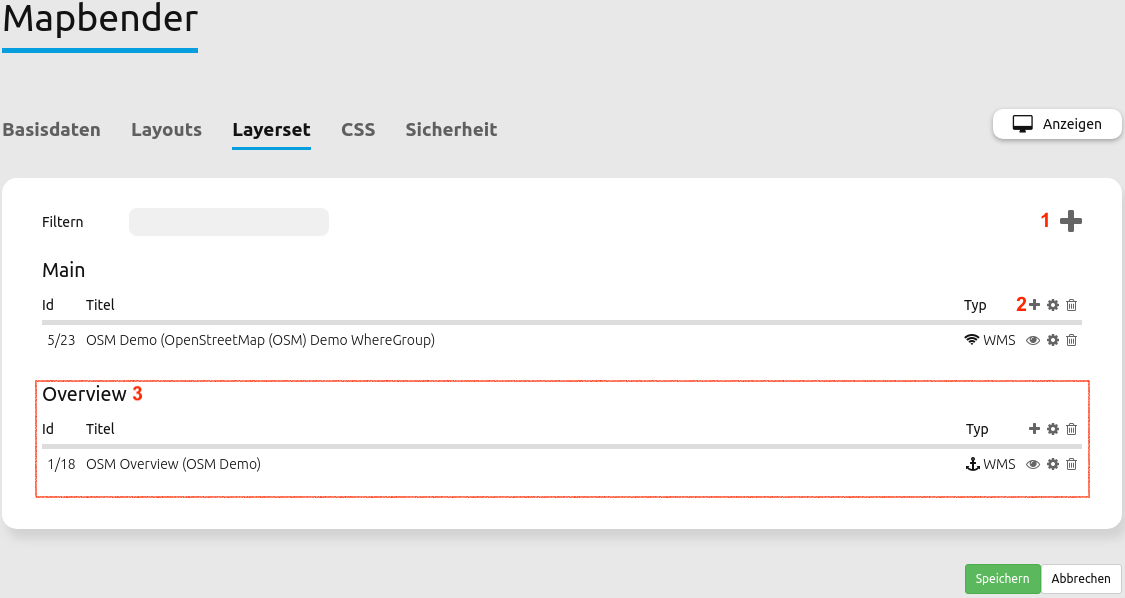 Mapbender
Basisdaten Layouts Layerset CSS Sicherheit Anzeigen
Filtern 1
Main
Id Titel Typ 2
5/23 OSM Demo (OpenStreetMap (OSM) Demo WhereGroup) WMS
Overview 3
Id Titel Typ
1/18 OSM Overview (OSM Demo) WMS
Speichern Abbrechen